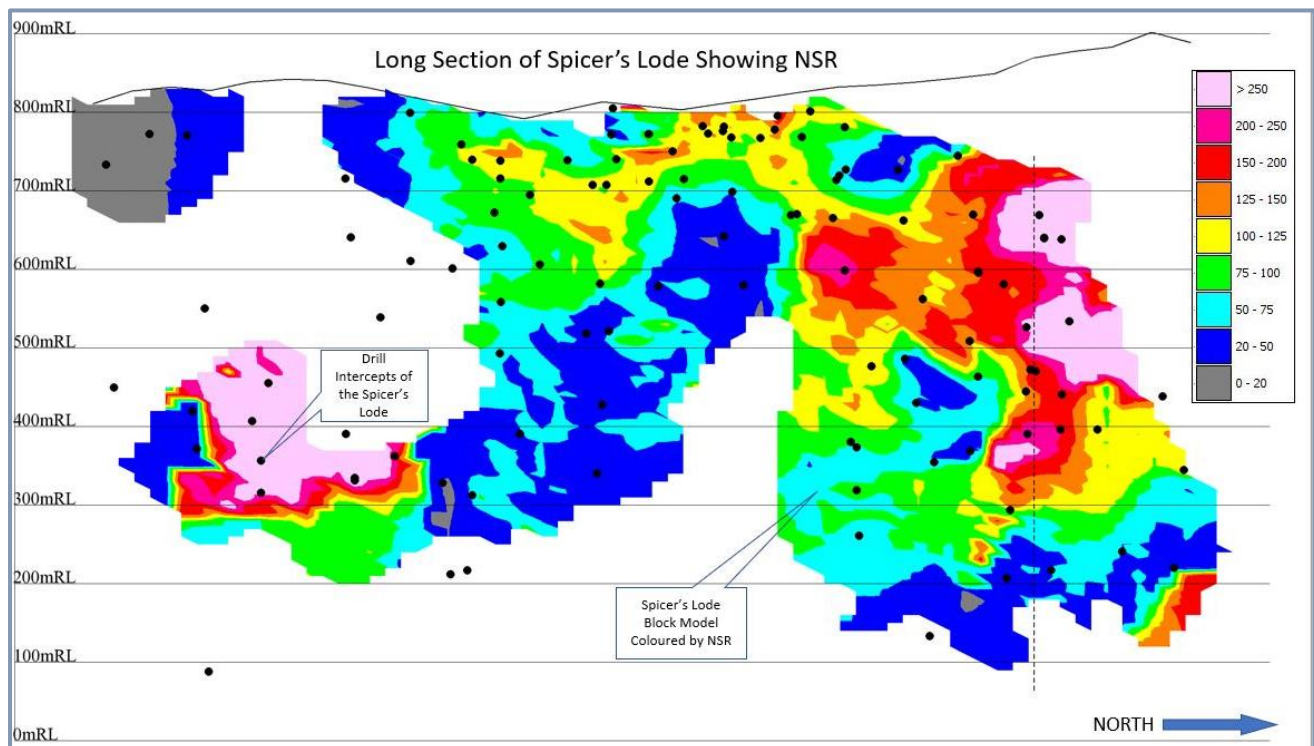 900mRL
Long Section of Spicer's Lode Showing NSR
800mRL
700mRL
600mRL
500mRL
400mRL
300mRL
200mRL
100mRL
0mRL
> 250
200 - 250
150 - 200
125 - 150
100 - 125
75 - 100
50 - 75
20 - 50
0 - 20
Drill
Intercepts of
the Spicer's
Lode
Spicer's Lode
Block Model
Coloured by NSR
NORTH